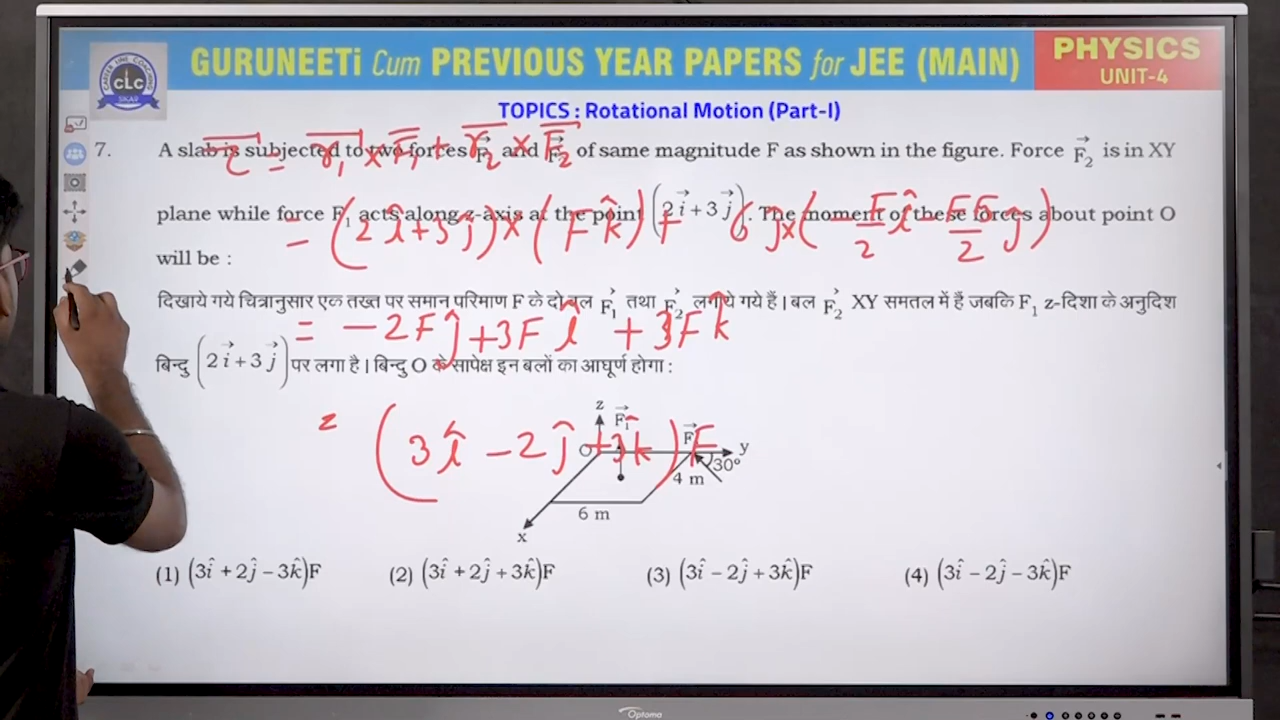 CAREER LINE COACHING
CLC
SIKAR
GURUNEETi Cum PREVIOUS YEAR PAPERS for JEE (MAIN)
PHYSICS
UNIT-4
TOPICS : Rotational Motion (Part-I)
7. A slab is subjected to two forces F₁⃗ and F₂⃗ of same magnitude F as shown in the figure. Force F₂⃗ is in XY
plane while force F₁ acts along z-axis at the point (2i⃗ + 3j⃗). The moment of these forces about point O
will be :
दिखाये गये चित्रानुसार एक तख्त पर समान परिमाण F के दो बल F₁⃗ तथा F₂⃗ लगाये गये हैं। बल F₂⃗ XY समतल में हैं जबकि F₁ z-दिशा के अनुदिश
बिन्दु (2i⃗ + 3j⃗) पर लगा है। बिन्दु O के सापेक्ष इन बलों का आघूर्ण होगा :
τ⃗ = r₁⃗ × F₁⃗ + r₂⃗ × F₂⃗
= (2î + 3ĵ) × (F k̂) + 6ĵ × (− F/2 î − F√3/2 ĵ)
= −2Fĵ + 3Fî + 3Fk̂
= (3î − 2ĵ + 3k̂) F
z
F₁⃗
O
F⃗
y
30°
4 m
6 m
x
(1) (3î + 2ĵ − 3k̂)F (2) (3î + 2ĵ + 3k̂)F (3) (3î − 2ĵ + 3k̂)F (4) (3î − 2ĵ − 3k̂)F
Optoma